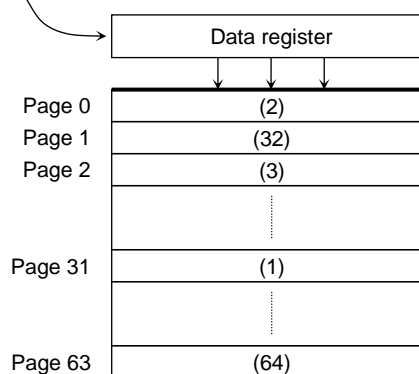 Data register
Page 0 (2)
Page 1 (32)
Page 2 (3)
Page 31 (1)
Page 63 (64)